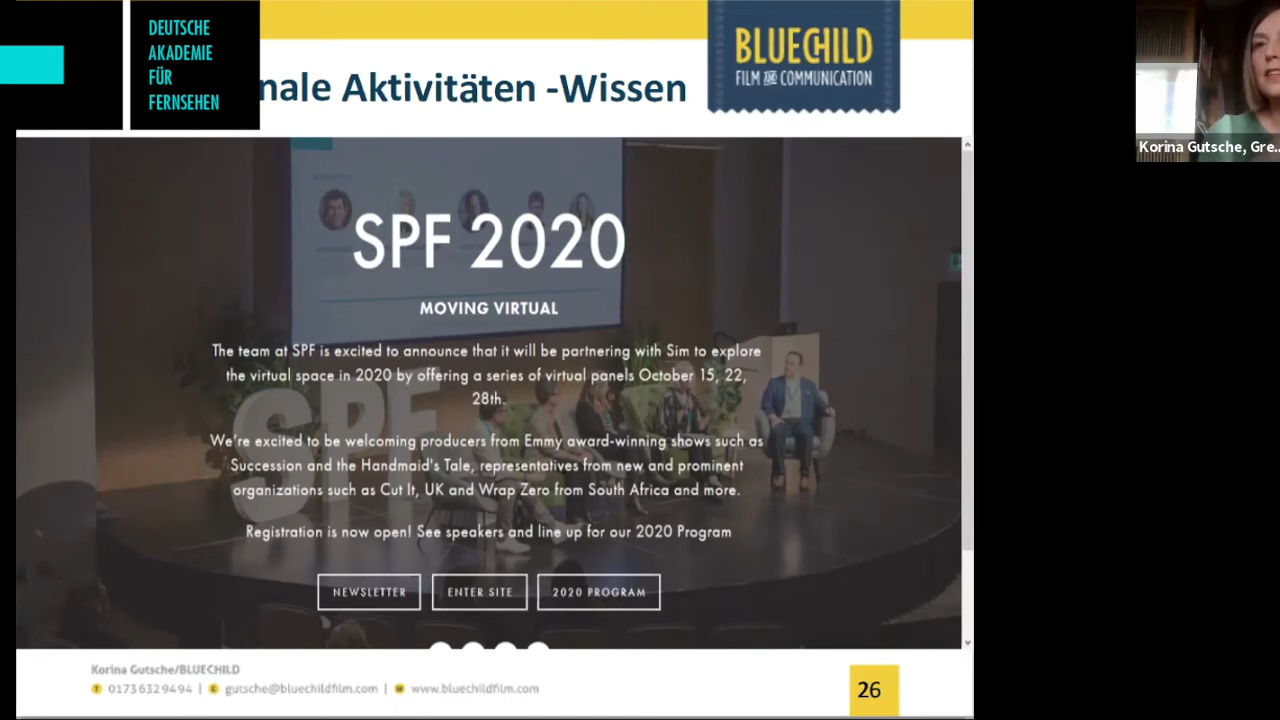 DEUTSCHE
AKADEMIE
FÜR
FERNSEHEN
nale Aktivitäten -Wissen
BLUECHILD
FILM AND COMMUNICATION
Korina Gutsche, Gre...
SPF 2020
MOVING VIRTUAL
The team at SPF is excited to announce that it will be partnering with Sim to explore
the virtual space in 2020 by offering a series of virtual panels October 15, 22,
28th.
We're excited to be welcoming producers from Emmy award-winning shows such as
Succession and the Handmaid's Tale, representatives from new and prominent
organizations such as Cut It, UK and Wrap Zero from South Africa and more.
Registration is now open! See speakers and line up for our 2020 Program
NEWSLETTER
ENTER SITE
2020 PROGRAM
SPF
Korina Gutsche/BLUECHILD
T 0173 632 9494 | E gutsche@bluechildfilm.com | W www.bluechildfilm.com
26